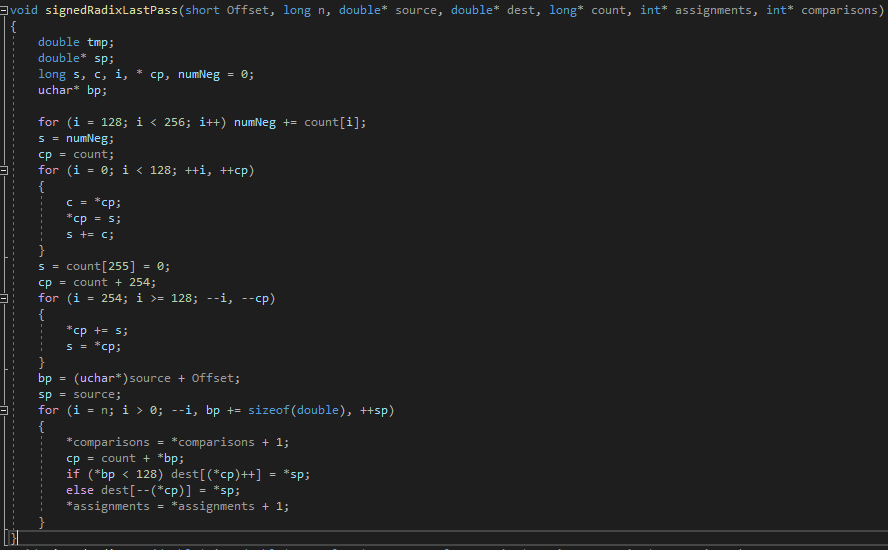 void signedRadixLastPass(short Offset, long n, double* source, double* dest, long* count, int* assignments, int* comparisons)
{
    double tmp;
    double* sp;
    long s, c, i, * cp, numNeg = 0;
    uchar* bp;

    for (i = 128; i < 256; i++) numNeg += count[i];
    s = numNeg;
    cp = count;
    for (i = 0; i < 128; ++i, ++cp)
    {
        c = *cp;
        *cp = s;
        s += c;
    }
    s = count[255] = 0;
    cp = count + 254;
    for (i = 254; i >= 128; --i, --cp)
    {
        *cp += s;
        s = *cp;
    }
    bp = (uchar*)source + Offset;
    sp = source;
    for (i = n; i > 0; --i, bp += sizeof(double), ++sp)
    {
        *comparisons = *comparisons + 1;
        cp = count + *bp;
        if (*bp < 128) dest[(*cp)++] = *sp;
        else dest[--(*cp)] = *sp;
        *assignments = *assignments + 1;
    }
}